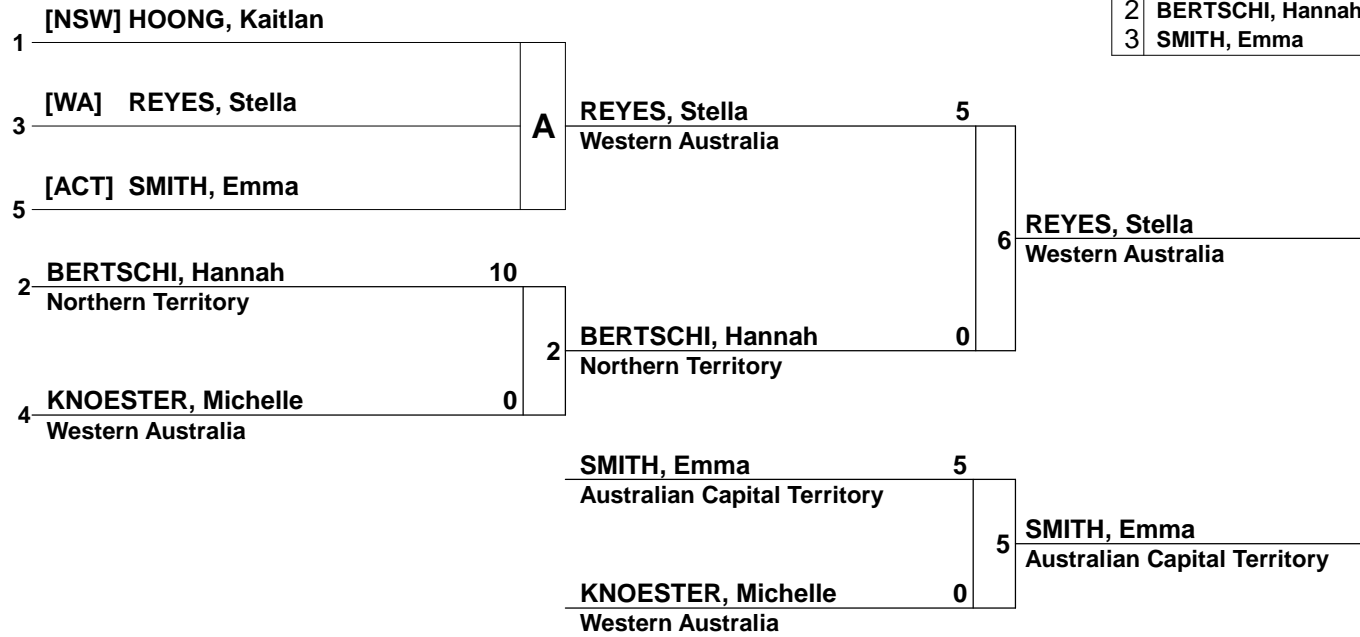 [NSW] HOONG, Kaitlan
1
2 BERTSCHI, Hannah
3 SMITH, Emma
[WA] REYES, Stella
3
A
REYES, Stella 5
Western Australia
[ACT] SMITH, Emma
5
6
REYES, Stella
Western Australia
2
BERTSCHI, Hannah 10
Northern Territory
2
BERTSCHI, Hannah 0
Northern Territory
4
KNOESTER, Michelle 0
Western Australia
SMITH, Emma 5
Australian Capital Territory
5
SMITH, Emma
Australian Capital Territory
KNOESTER, Michelle 0
Western Australia